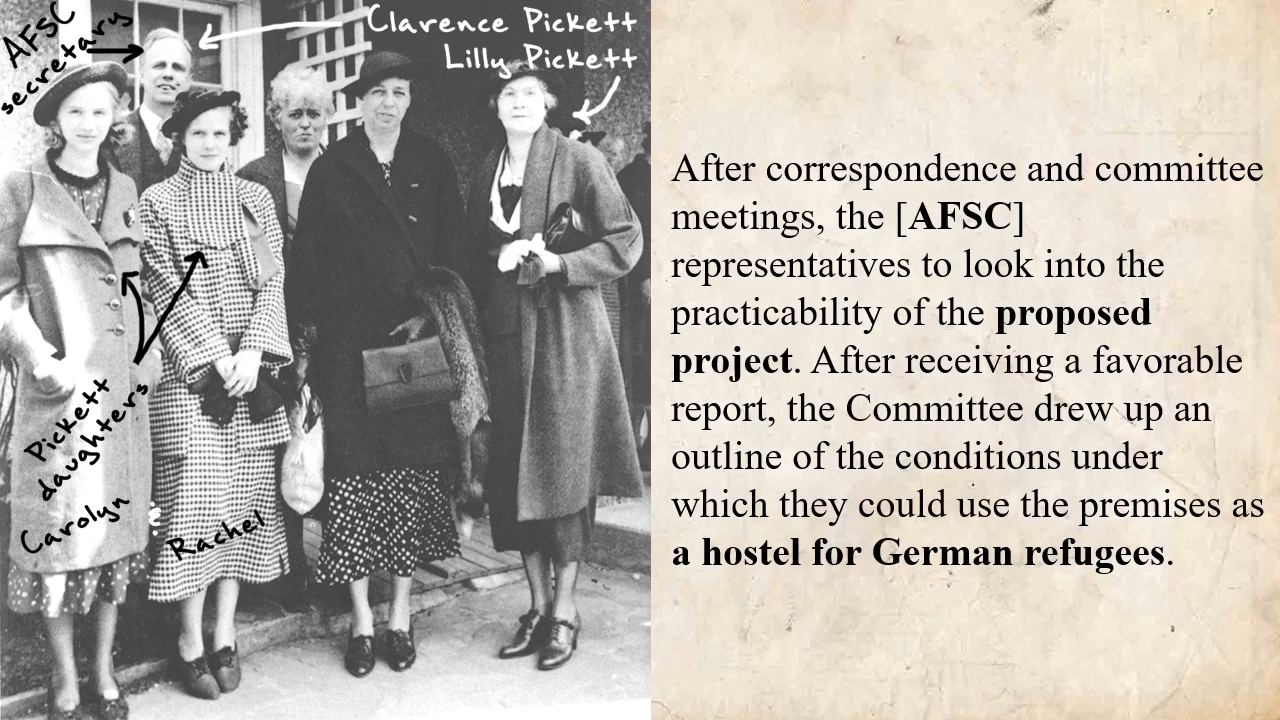 AFSC
secretary
Clarence Pickett
Lilly Pickett
Pickett
daughters
Carolyn
&
Rachel
After correspondence and committee
meetings, the [AFSC]
representatives to look into the
practicability of the proposed
project. After receiving a favorable
report, the Committee drew up an
outline of the conditions under
which they could use the premises as
a hostel for German refugees.